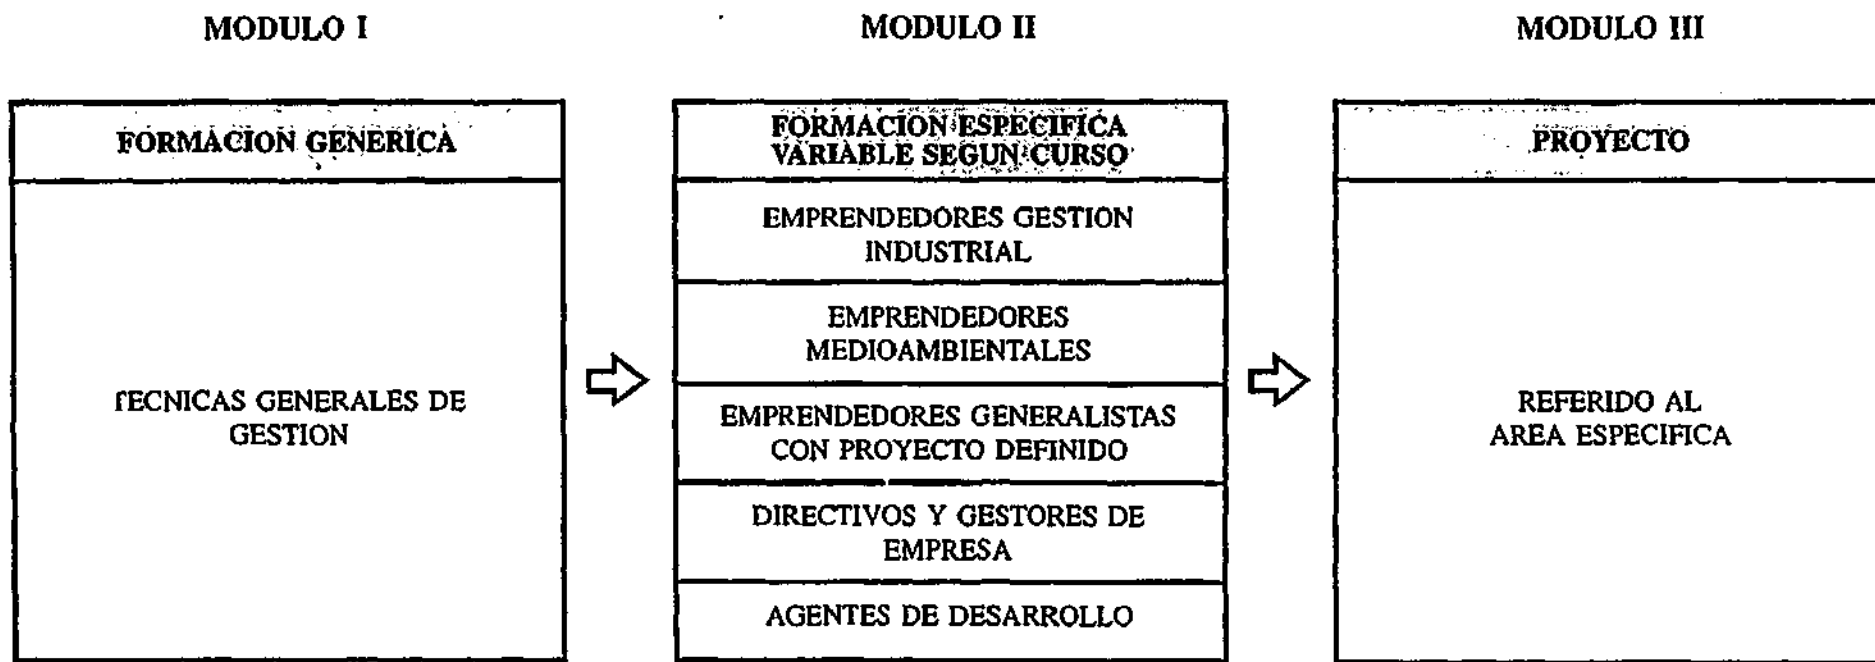 MODULO I
FORMACION GENERICA
TECNICAS GENERALES DE
GESTION
MODULO II
FORMACION ESPECIFICA
VARIABLE SEGUN CURSO
EMPRENDEDORES GESTION
INDUSTRIAL
EMPRENDEDORES
MEDIOAMBIENTALES
EMPRENDEDORES GENERALISTAS
CON PROYECTO DEFINIDO
DIRECTIVOS Y GESTORES DE
EMPRESA
AGENTES DE DESARROLLO
MODULO III
PROYECTO
REFERIDO AL
AREA ESPECIFICA